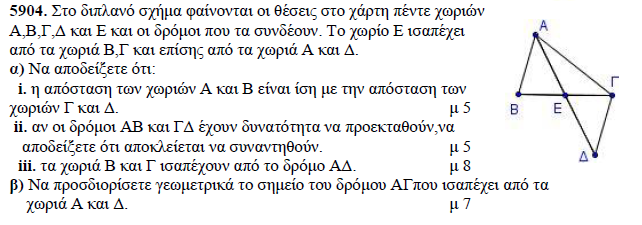 5904. Στο διπλανό σχήμα φαίνονται οι θέσεις στο χάρτη πέντε χωριών
Α,Β,Γ,Δ και Ε και οι δρόμοι που τα συνδέουν. Το χωρίο Ε ισαπέχει
από τα χωριά Β,Γ και επίσης από τα χωριά Α και Δ.
α) Να αποδείξετε ότι:
i. η απόσταση των χωριών Α και Β είναι ίση με την απόσταση των
χωριών Γ και Δ. μ 5
ii. αν οι δρόμοι ΑΒ και ΓΔ έχουν δυνατότητα να προεκταθούν,να
αποδείξετε ότι αποκλείεται να συναντηθούν. μ 5
iii. τα χωριά Β και Γ ισαπέχουν από το δρόμο ΑΔ. μ 8
β) Να προσδιορίσετε γεωμετρικά το σημείο του δρόμου ΑΓπου ισαπέχει από τα
χωριά Α και Δ. μ 7
Α
Γ
Β
Ε
Δ